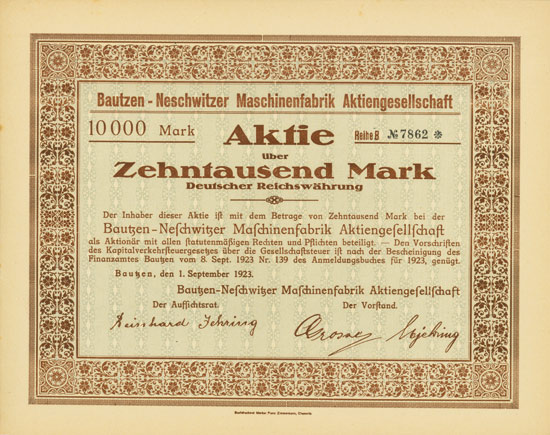 Bautzen-Neschwitzer Maschinenfabrik Aktiengesellschaft
10000 Mark
Aktie
Reihe B № 7862 *
über
Zehntausend Mark
Deutscher Reichswährung
Der Inhaber dieser Aktie ist mit dem Betrage von Zehntausend Mark bei der
Bautzen-Neschwitzer Maschinenfabrik Aktiengesellschaft
als Aktionär mit allen statutenmäßigen Rechten und Pflichten beteiligt. — Den Vorschriften
des Kapitalverkehrsteuergesetzes über die Gesellschaftsteuer ist nach der Bescheinigung des
Finanzamtes Bautzen vom 8. Sept. 1923 Nr. 139 des Anmeldungsbuches für 1923, genügt.
Bautzen, den 1. September 1923.
Bautzen-Neschwitzer Maschinenfabrik Aktiengesellschaft
Der Aufsichtsrat.
Der Vorstand.
Reinhard